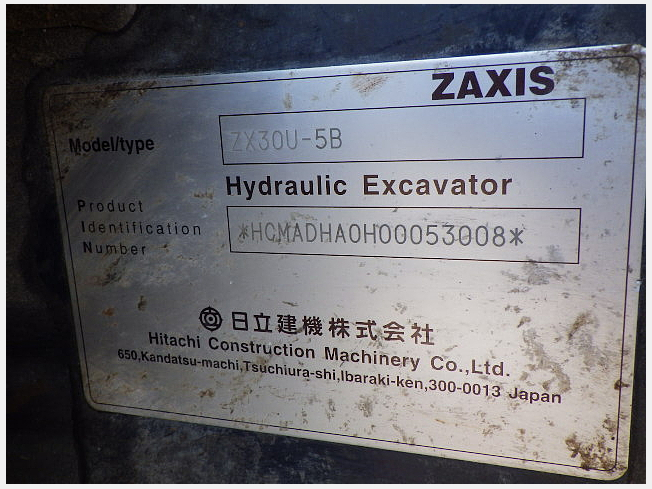 ZAXIS
Model/type ZX30U-5B
Hydraulic Excavator
Product
Identification
Number
*HCMADHA0H00053008*
日立建機株式会社
Hitachi Construction Machinery Co.,Ltd.
650,Kandatsu-machi,Tsuchiura-shi,Ibaraki-ken,300-0013 Japan